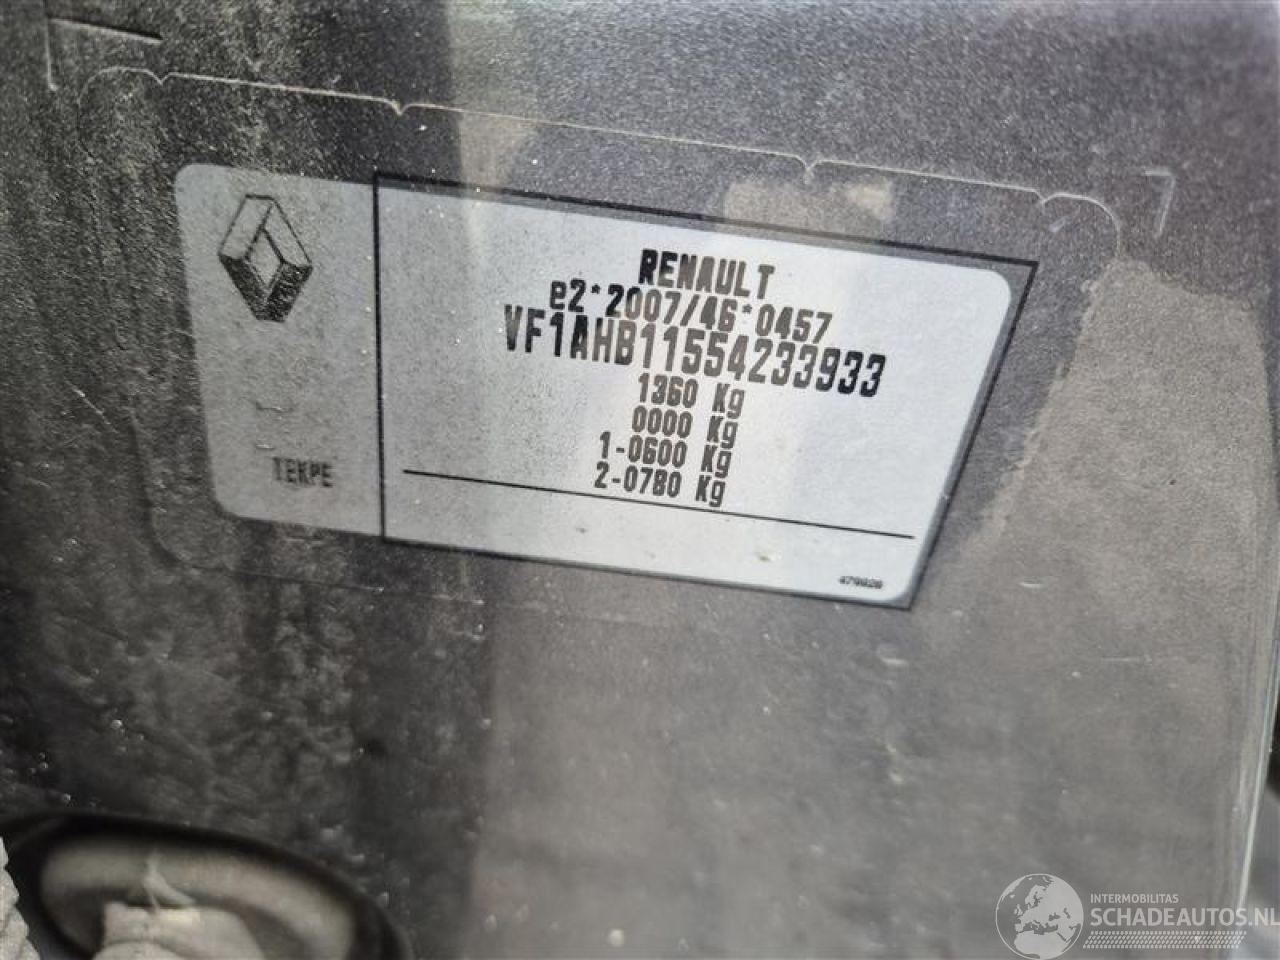 RENAULT
e2*2007/46*0457
VF1AHB11554233933
1360 Kg
0000 Kg
1-0600 Kg
2-0780 Kg
TEKPE
479820
INTERMOBILITAS
SCHADEAUTOS.NL